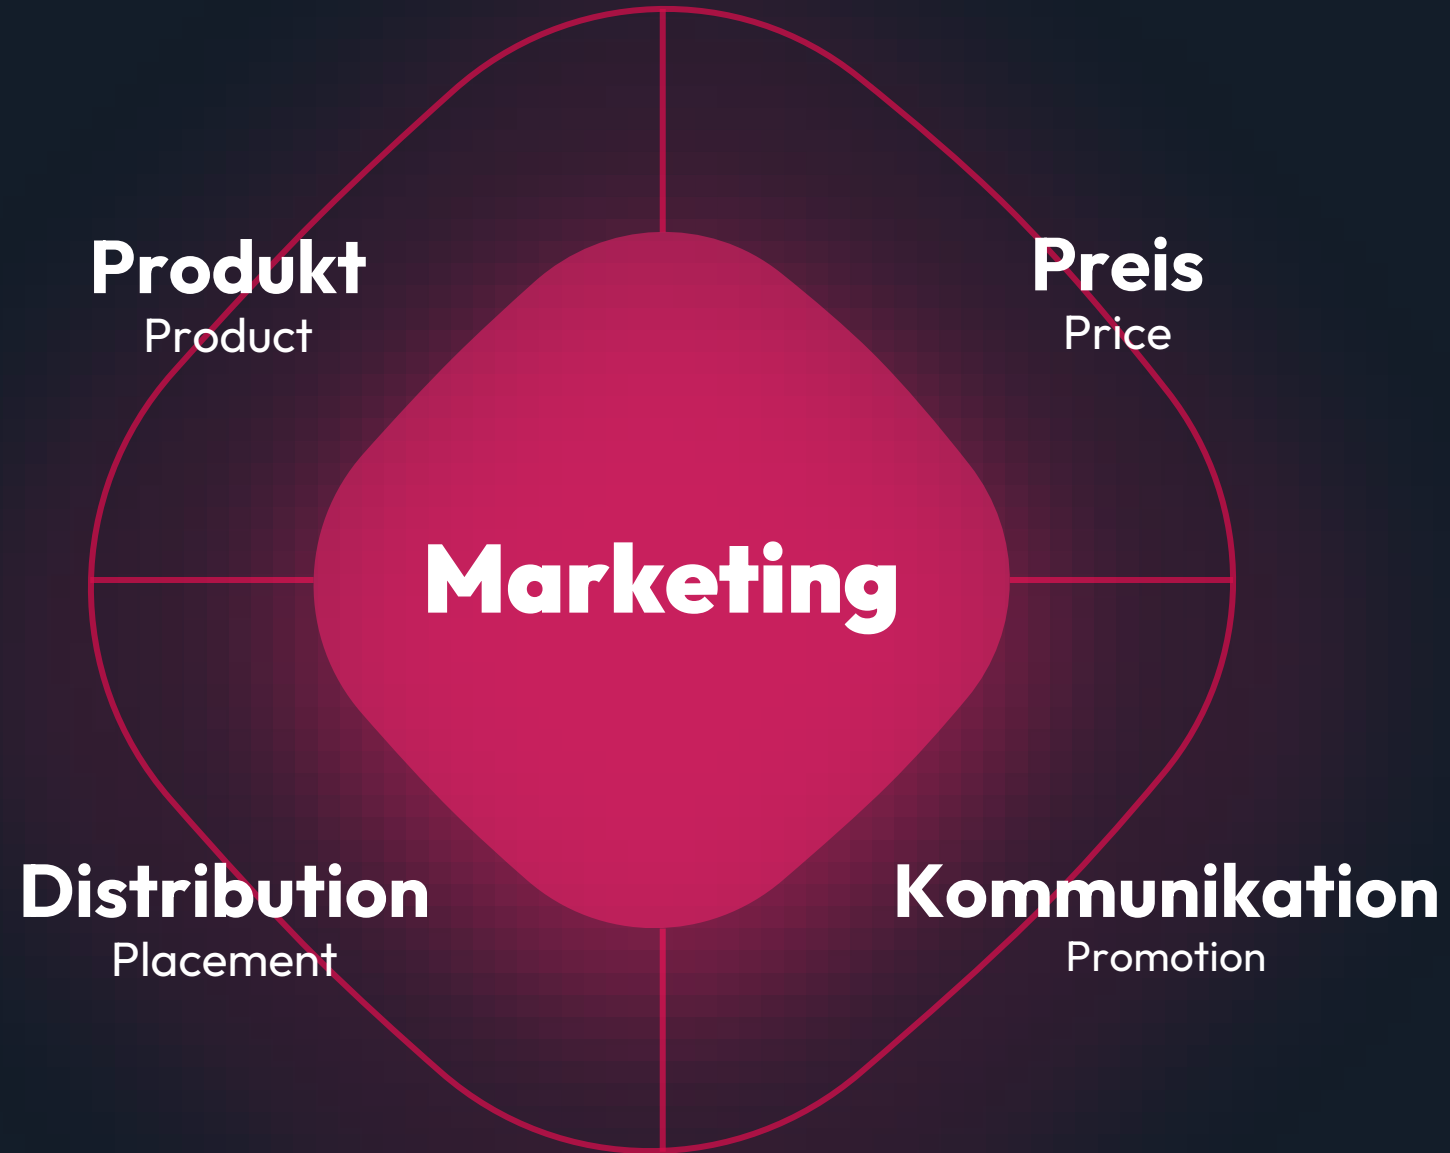 Produkt
Product
Preis
Price
Marketing
Distribution
Placement
Kommunikation
Promotion